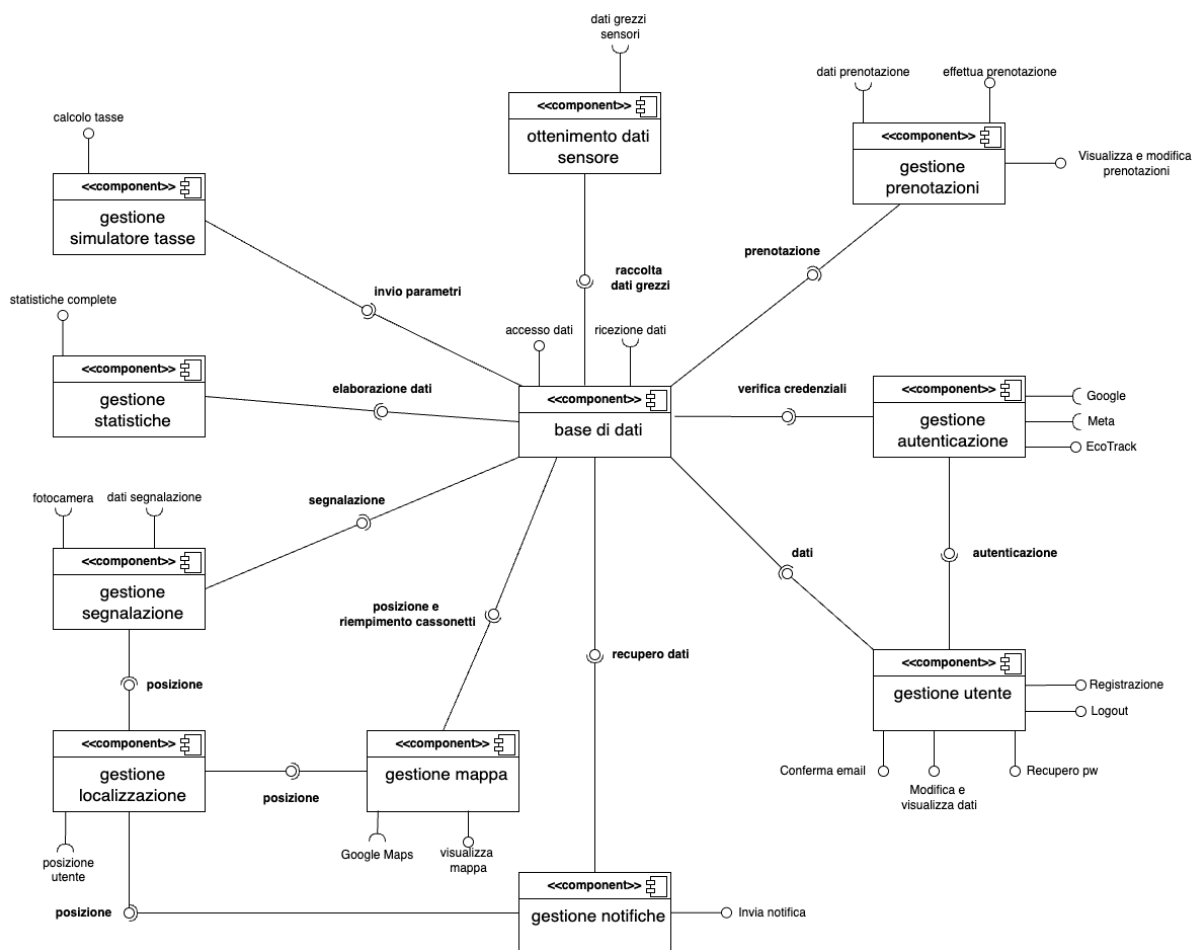 dati grezzi
sensori
dati prenotazione
effettua prenotazione
<<component>>
ottenimento dati
sensore
calcolo tasse
<<component>>
gestione
prenotazioni
Visualizza e modifica
prenotazioni
<<component>>
gestione
simulatore tasse
prenotazione
raccolta
dati grezzi
invio parametri
statistiche complete
accesso dati
ricezione dati
<<component>>
gestione
statistiche
elaborazione dati
verifica credenziali
<<component>>
base di dati
<<component>>
gestione
autenticazione
Google
Meta
EcoTrack
fotocamera
dati segnalazione
segnalazione
<<component>>
gestione
segnalazione
dati
autenticazione
posizione e
riempimento cassonetti
recupero dati
posizione
<<component>>
gestione utente
Registrazione
Logout
<<component>>
gestione
localizzazione
posizione
<<component>>
gestione mappa
Conferma email
Modifica e
visualizza dati
Recupero pw
posizione
utente
Google Maps
visualizza
mappa
posizione
<<component>>
gestione notifiche
Invia notifica